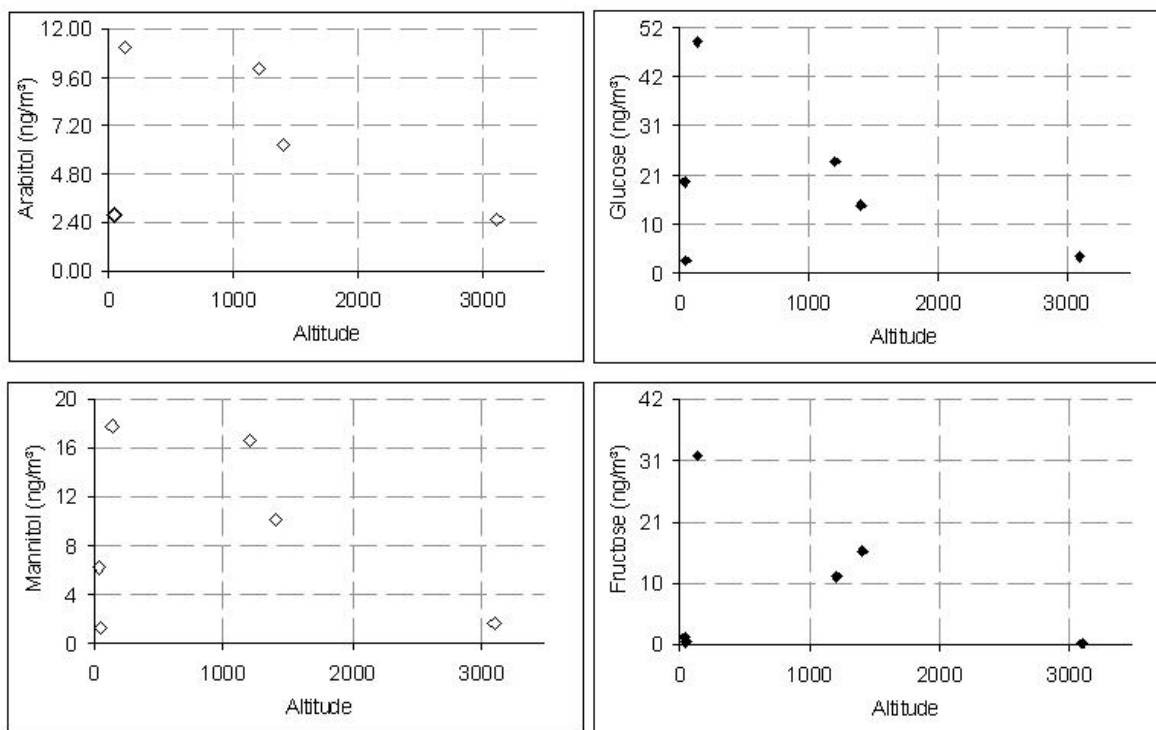 Arabitol (ng/m³)
12.00
9.60
7.20
4.80
2.40
0.00
0 1000 2000 3000
Altitude
Glucose (ng/m³)
52
42
31
21
10
0
0 1000 2000 3000
Altitude
Mannitol (ng/m³)
20
16
12
8
4
0
0 1000 2000 3000
Altitude
Fructose (ng/m³)
42
31
21
10
0
0 1000 2000 3000
Altitude